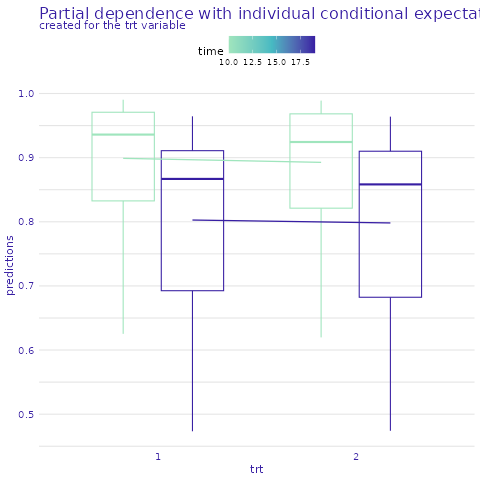 Partial dependence with individual conditional expectat
created for the trt variable
time
10.0 12.5 15.0 17.5
1.0
0.9
0.8
0.7
0.6
0.5
predictions
1 2
trt